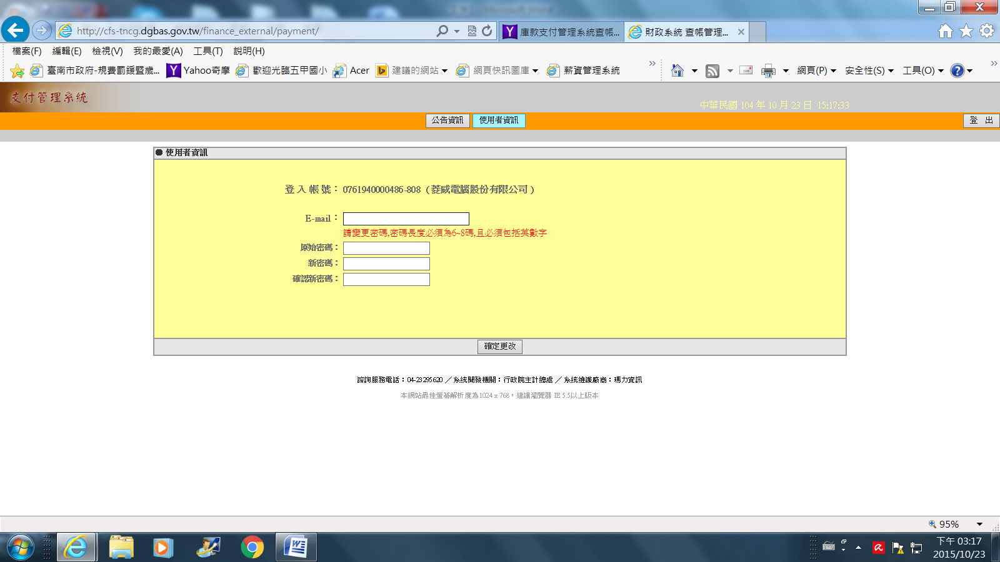 http://cfs-tncg.dgbas.gov.tw/finance_external/payment/
庫款支付管理系統查帳...
財政系統 查帳管理...
檔案(F) 編輯(E) 檢視(V) 我的最愛(A) 工具(T) 說明(H)
臺南市政府-規費罰鍰暨歲... Yahoo奇摩 歡迎光臨五甲國小 Acer 建議的網站 網頁快訊圖庫 薪資管理系統 網頁(P) 安全性(S) 工具(O)
支付管理系統
中華民國 104 年 10 月 23 日 15:17:33
公告資訊 使用者資訊 登 出
使用者資訊
登 入 帳 號： 0761940000486-808 ( 菱威電腦股份有限公司 )
E-mail：
請變更密碼,密碼長度必須為6~8碼,且必須包括英數字
原始密碼：
新密碼：
確認新密碼：
確定更改
諮詢服務電話：04-23295620 ／系統開發機關：行政院主計總處 ／系統維護廠商：瑪力資訊
本網站最佳螢幕解析度為1024 x 768，建議瀏覽器 IE 5.5以上版本
95%
下午 03:17
2015/10/23